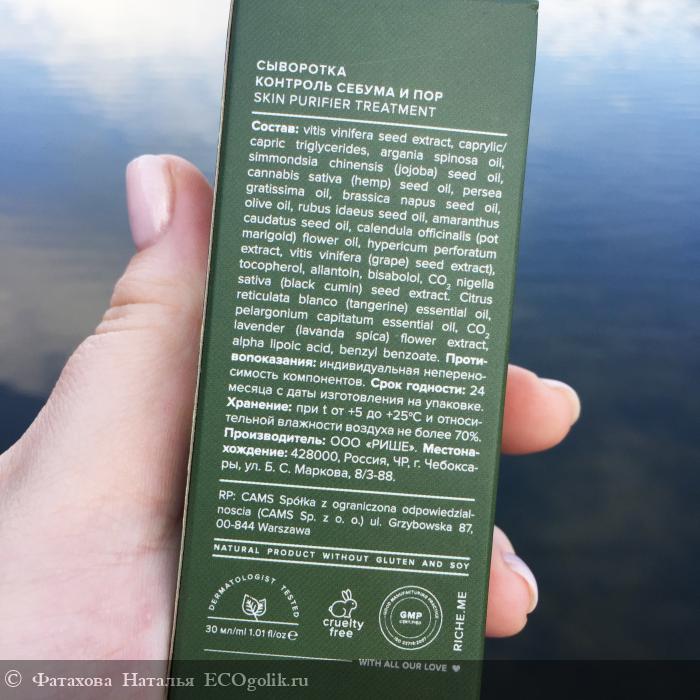 СЫВОРОТКА
КОНТРОЛЬ СЕБУМА И ПОР
SKIN PURIFIER TREATMENT
Состав: vitis vinifera seed extract, caprylic/
capric triglycerides, argania spinosa oil,
simmondsia chinensis (jojoba) seed oil,
cannabis sativa (hemp) seed oil, persea
gratissima oil, brassica napus seed oil,
olive oil, rubus idaeus seed oil, amaranthus
caudatus seed oil, calendula officinalis (pot
marigold) flower oil, hypericum perforatum
extract, vitis vinifera (grape) seed extract),
tocopherol, allantoin, bisabolol, CO₂ nigella
sativa (black cumin) seed extract. Citrus
reticulata blanco (tangerine) essential oil,
pelargonium capitatum essential oil, CO₂
lavender (lavanda spica) flower extract,
alpha lipoic acid, benzyl benzoate. Проти-
вопоказания: индивидуальная неперено-
симость компонентов. Срок годности: 24
месяца с даты изготовления на упаковке.
Хранение: при t от +5 до +25°C и относи-
тельной влажности воздуха не более 70%.
Производитель: ООО «РИШЕ». Местона-
хождение: 428000, Россия, ЧР, г. Чебокса-
ры, ул. Б. С. Маркова, 8/3-88.
RP: CAMS Spółka z ograniczona odpowiedzial-
noscia (CAMS Sp. z o. o.) ul. Grzybowska 87,
00-844 Warszawa
NATURAL PRODUCT WITHOUT GLUTEN AND SOY
DERMATOLOGIST TESTED
30 мл/ml 1.01 fl/oz e
cruelty
free
GOOD MANUFACTURING PRACTICE
GMP
CERTIFIED
ISO 22716:2007
RICHE.ME
WITH ALL OUR LOVE
© Фатахова Наталья ECOgolik.ru